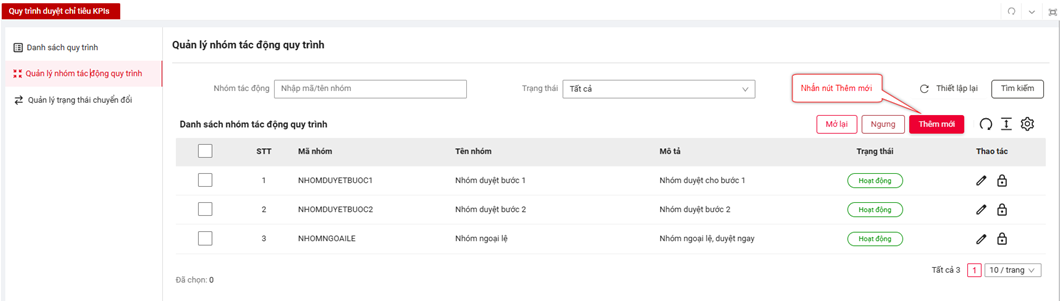 Quy trình duyệt chỉ tiêu KPIs
Danh sách quy trình
Quản lý nhóm tác động quy trình
Quản lý trạng thái chuyển đổi
Quản lý nhóm tác động quy trình
Nhóm tác động Nhập mã/tên nhóm Trạng thái Tất cả Nhấn nút Thêm mới Thiết lập lại Tìm kiếm
Danh sách nhóm tác động quy trình Mở lại Ngưng Thêm mới
STT Mã nhóm Tên nhóm Mô tả Trạng thái Thao tác
1 NHOMDUYETBUOC1 Nhóm duyệt bước 1 Nhóm duyệt cho bước 1 Hoạt động
2 NHOMDUYETBUOC2 Nhóm duyệt bước 2 Nhóm duyệt bước 2 Hoạt động
3 NHOMNGOAILE Nhóm ngoại lệ Nhóm ngoại lệ, duyệt ngay Hoạt động
Tất cả 3 1 10 / trang
Đã chọn: 0